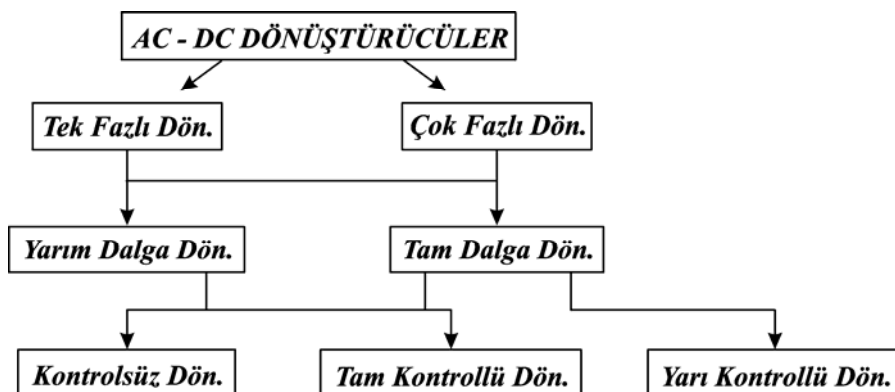 AC - DC DÖNÜŞTÜRÜCÜLER
Tek Fazlı Dön.
Çok Fazlı Dön.
Yarım Dalga Dön.
Tam Dalga Dön.
Kontrolsüz Dön.
Tam Kontrollü Dön.
Yarı Kontrollü Dön.